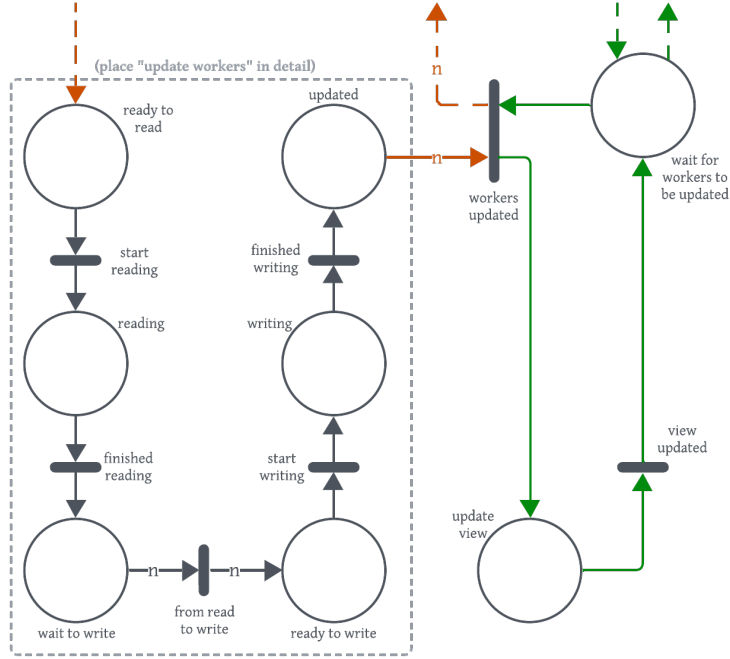 n
(place "update workers" in detail)
ready to
read
updated
n
workers
updated
wait for
workers to
be updated
start
reading
finished
writing
reading
writing
finished
reading
start
writing
view
updated
update
view
n
n
from read
to write
wait to write
ready to write